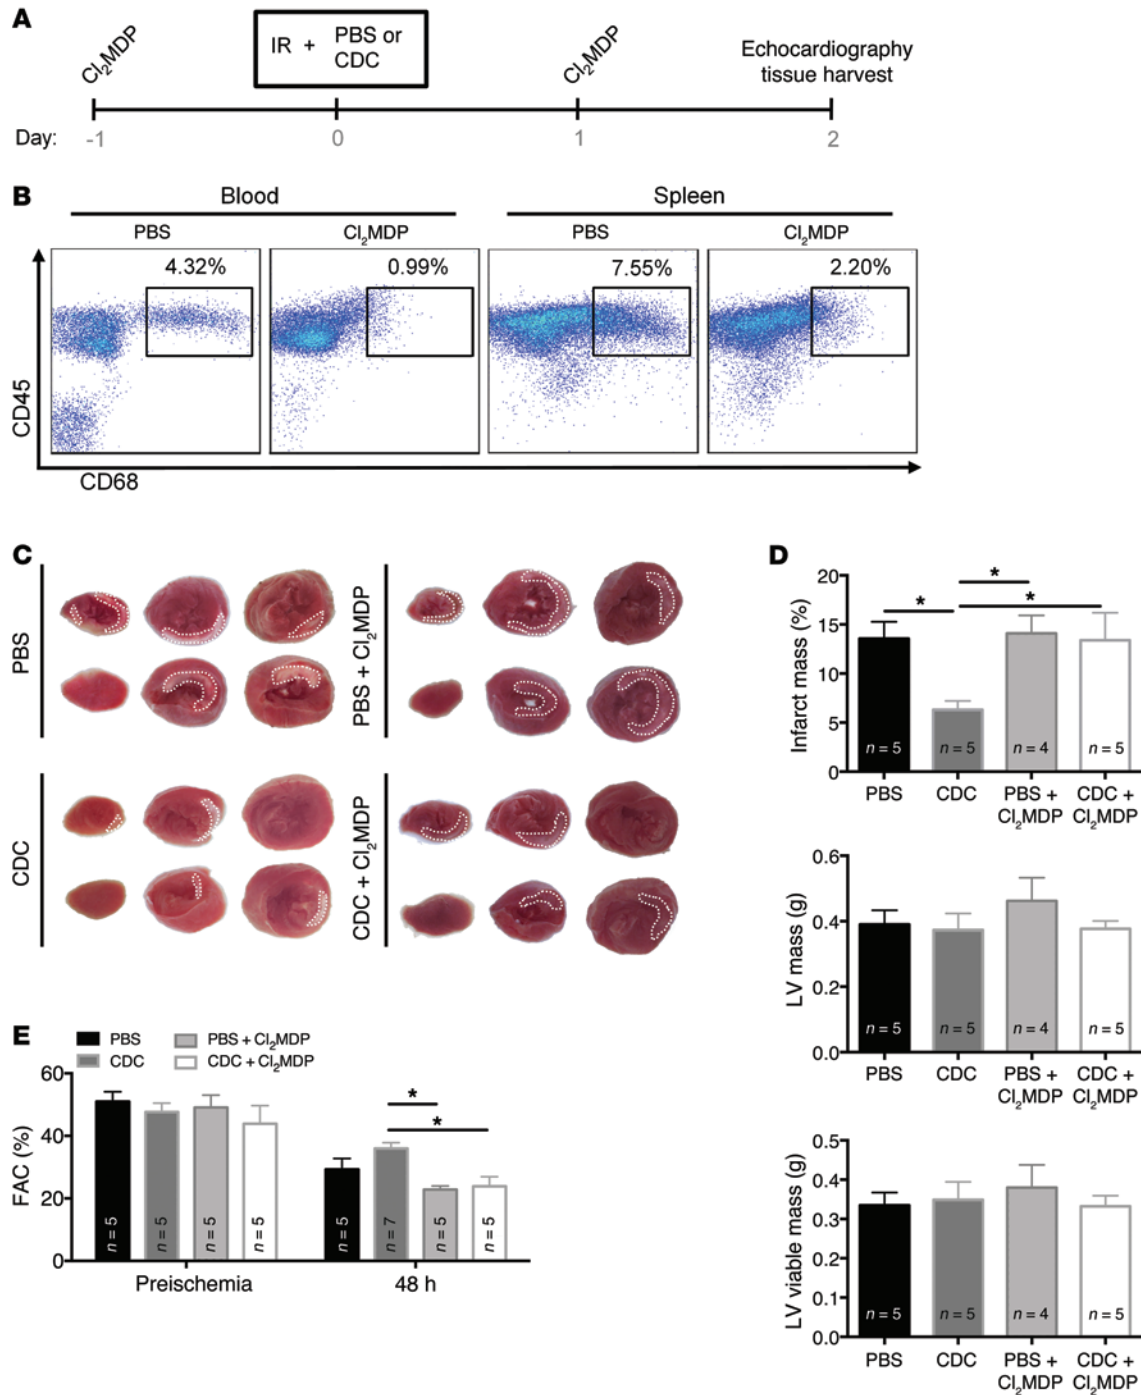 A
Cl₂MDP
IR + PBS or
CDC
Cl₂MDP
Echocardiography
tissue harvest
Day: -1 0 1 2
B
Blood Spleen
PBS Cl₂MDP PBS Cl₂MDP
4.32% 0.99% 7.55% 2.20%
CD45
CD68
C
PBS
PBS + Cl₂MDP
CDC
CDC + Cl₂MDP
D
Infarct mass (%)
20
15
10
5
0
*
* *
n = 5 n = 5 n = 4 n = 5
PBS CDC PBS + CDC +
Cl₂MDP Cl₂MDP
LV mass (g)
0.6
0.4
0.2
0.0
n = 5 n = 5 n = 4 n = 5
PBS CDC PBS + CDC +
Cl₂MDP Cl₂MDP
LV viable mass (g)
0.5
0.4
0.3
0.2
0.1
0.0
n = 5 n = 5 n = 4 n = 5
PBS CDC PBS + CDC +
Cl₂MDP Cl₂MDP
E
PBS PBS + Cl₂MDP
CDC CDC + Cl₂MDP
FAC (%)
60
40
20
0
*
*
n = 5 n = 5 n = 5 n = 5 n = 5 n = 7 n = 5 n = 5
Preischemia 48 h